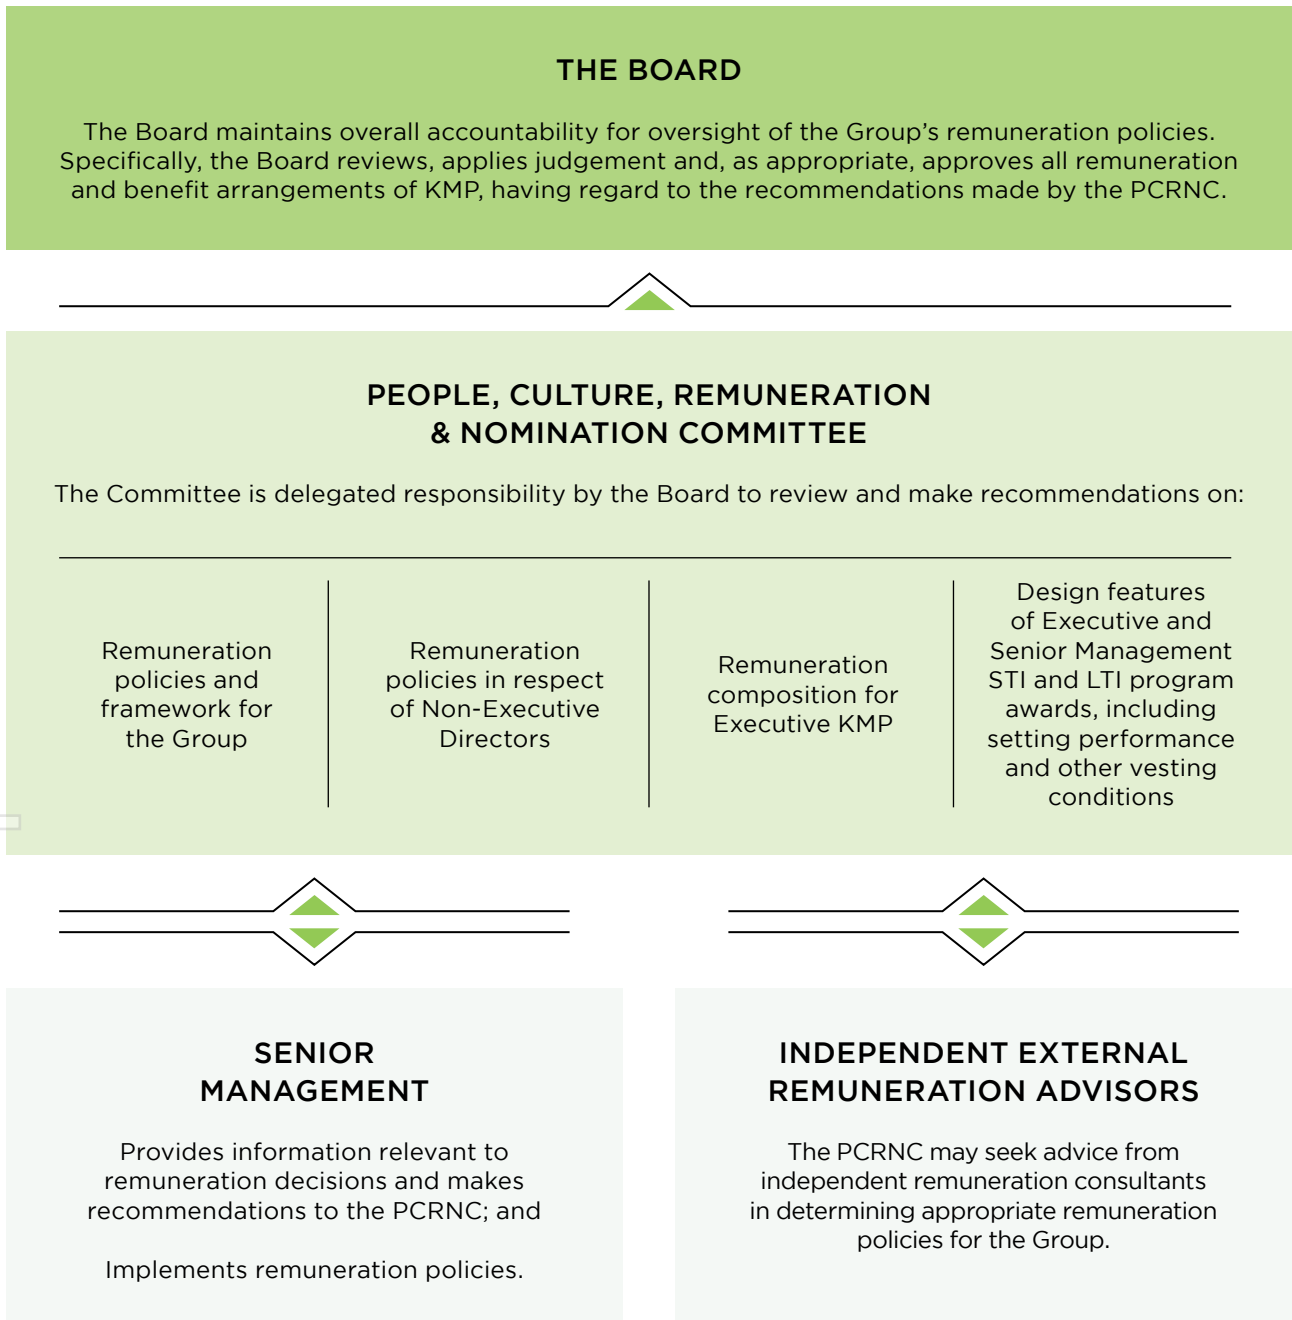 THE BOARD
The Board maintains overall accountability for oversight of the Group’s remuneration policies.
Specifically, the Board reviews, applies judgement and, as appropriate, approves all remuneration
and benefit arrangements of KMP, having regard to the recommendations made by the PCRNC.
PEOPLE, CULTURE, REMUNERATION
& NOMINATION COMMITTEE
The Committee is delegated responsibility by the Board to review and make recommendations on:
Remuneration
policies and
framework for
the Group
Remuneration
policies in respect
of Non-Executive
Directors
Remuneration
composition for
Executive KMP
Design features
of Executive and
Senior Management
STI and LTI program
awards, including
setting performance
and other vesting
conditions
SENIOR
MANAGEMENT
Provides information relevant to
remuneration decisions and makes
recommendations to the PCRNC; and
Implements remuneration policies.
INDEPENDENT EXTERNAL
REMUNERATION ADVISORS
The PCRNC may seek advice from
independent remuneration consultants
in determining appropriate remuneration
policies for the Group.